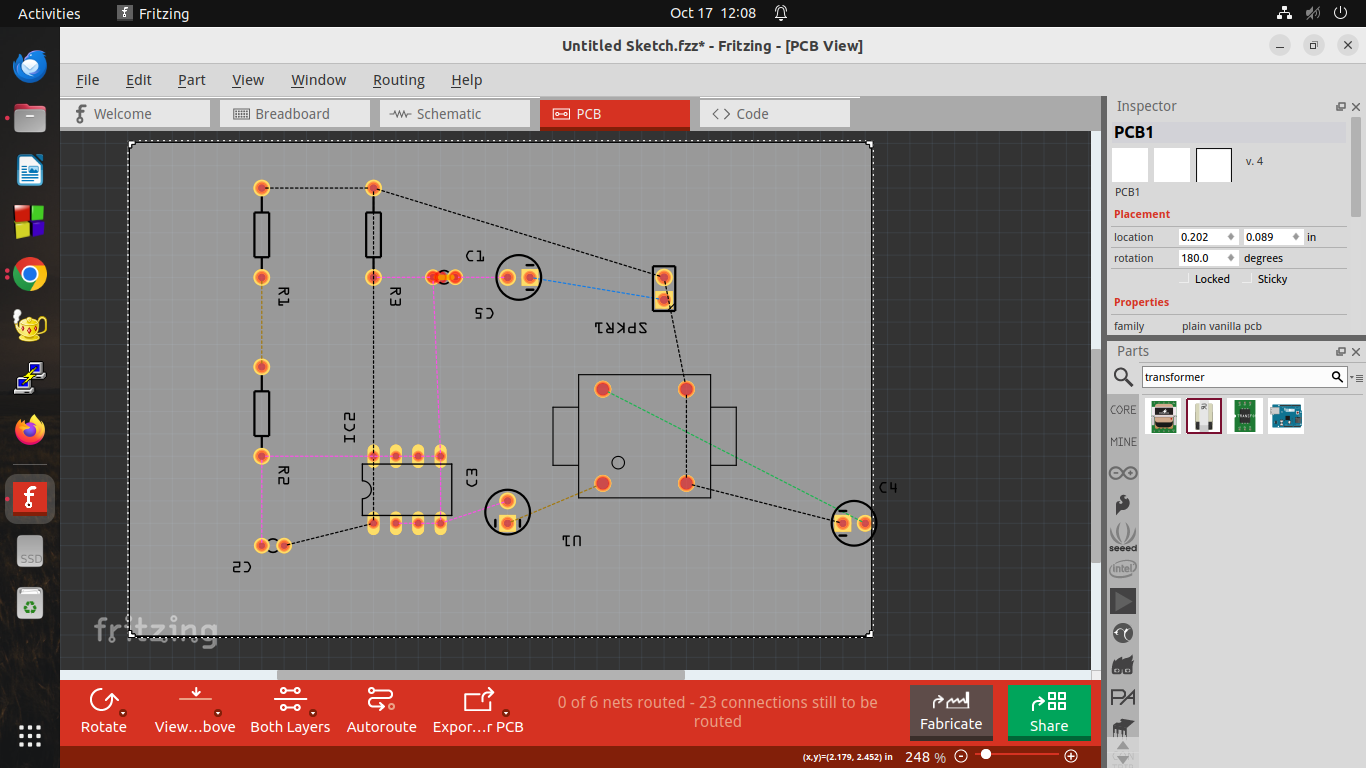 Activities
Fritzing
Oct 17 12:08
Untitled Sketch.fzz* - Fritzing - [PCB View]
File Edit Part View Window Routing Help
Welcome
Breadboard
Schematic
PCB
Code
C1
R1
R3
C5
SPKR1
IC2
R2
C3
C4
U1
C2
fritzing
Inspector
PCB1
v. 4
PCB1
Placement
location 0.202 0.089 in
rotation 180.0 degrees
Locked Sticky
Properties
family plain vanilla pcb
Parts
transformer
CORE
MINE
seeed
intel
PA
SSD
Rotate
View...bove
Both Layers
Autoroute
Expor...r PCB
0 of 6 nets routed - 23 connections still to be
routed
Fabricate
Share
(x,y)=(2.179, 2.452) in
248 %